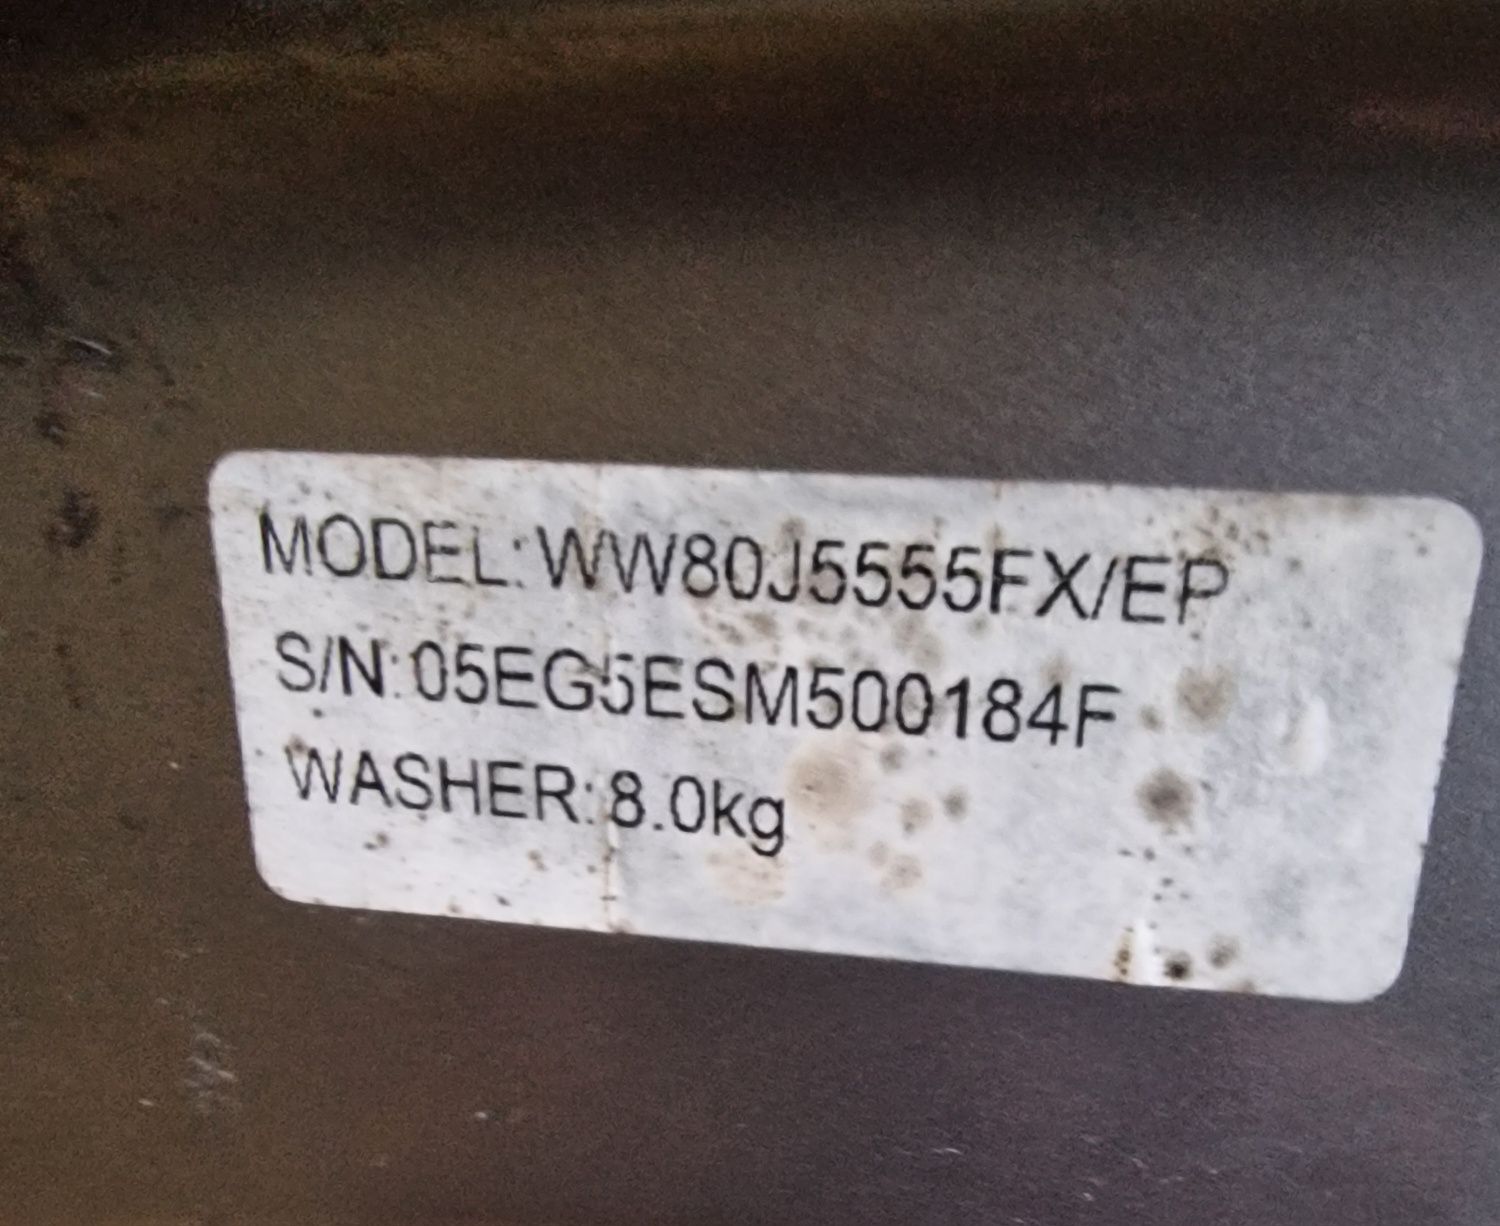 MODEL:WW80J5555FX/EP
S/N:05EG5ESM500184F
WASHER:8.0kg